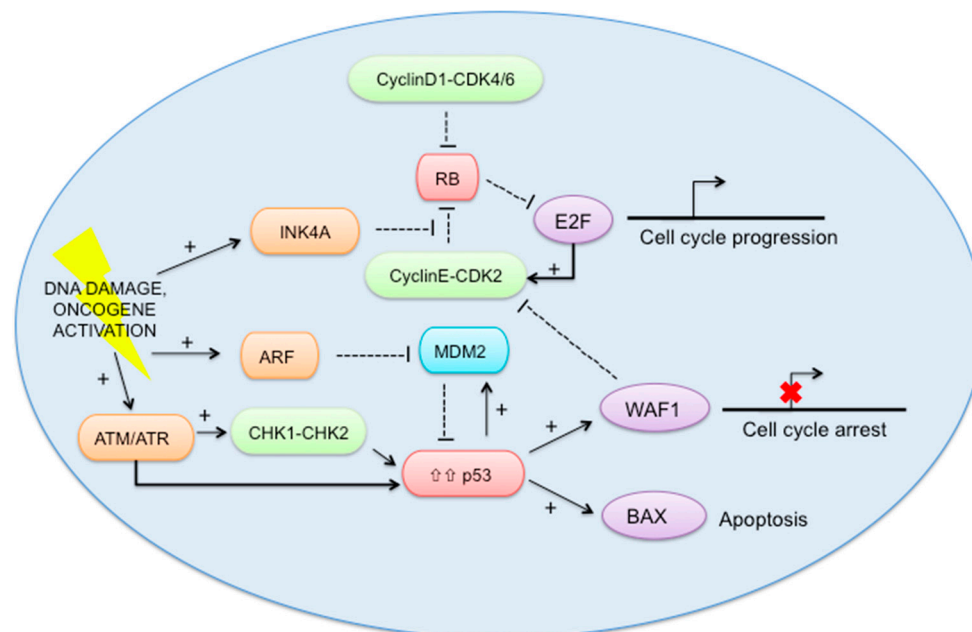 CyclinD1-CDK4/6
RB
E2F
Cell cycle progression
INK4A
+
CyclinE-CDK2
+
DNA DAMAGE,
ONCOGENE
ACTIVATION
+
ARF
MDM2
+
+
WAF1
Cell cycle arrest
ATM/ATR
+
CHK1-CHK2
+
+
⇧⇧ p53
+
BAX
Apoptosis